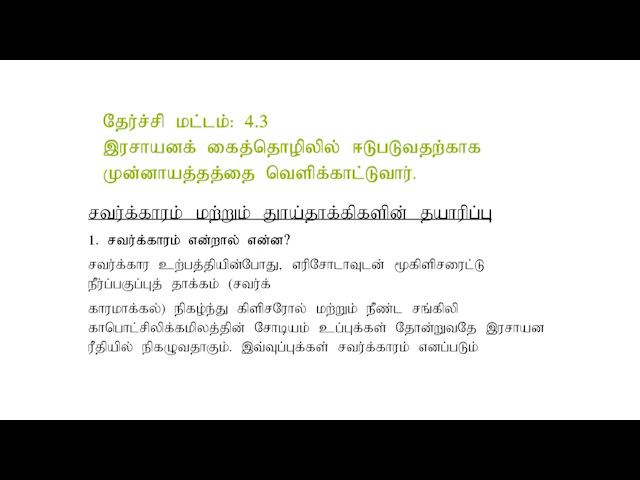 தேர்ச்சி மட்டம்: 4.3
இரசாயனக் கைத்தொழிலில் ஈடுபடுவதற்காக
முன்னாயத்தத்தை வெளிக்காட்டுவார்.
சவர்க்காரம் மற்றும் துாய்தாக்கிகளின் தயாரிப்பு
1. சவர்க்காரம் என்றால் என்ன?
சவர்க்கார உற்பத்தியின்போது, எரிசோடாவுடன் மூகிளிசரைட்டு
நீர்ப்பகுப்புத் தாக்கம் (சவர்க்
காரமாக்கல்) நிகழ்ந்து கிளிசரோல் மற்றும் நீண்ட சங்கிலி
காபொட்சிலிக்கமிலத்தின் சோடியம் உப்புக்கள் தோன்றுவதே இரசாயன
ரீதியில் நிகழுவதாகும். இவ்வுப்புக்கள் சவர்க்காரம் எனப்படும்